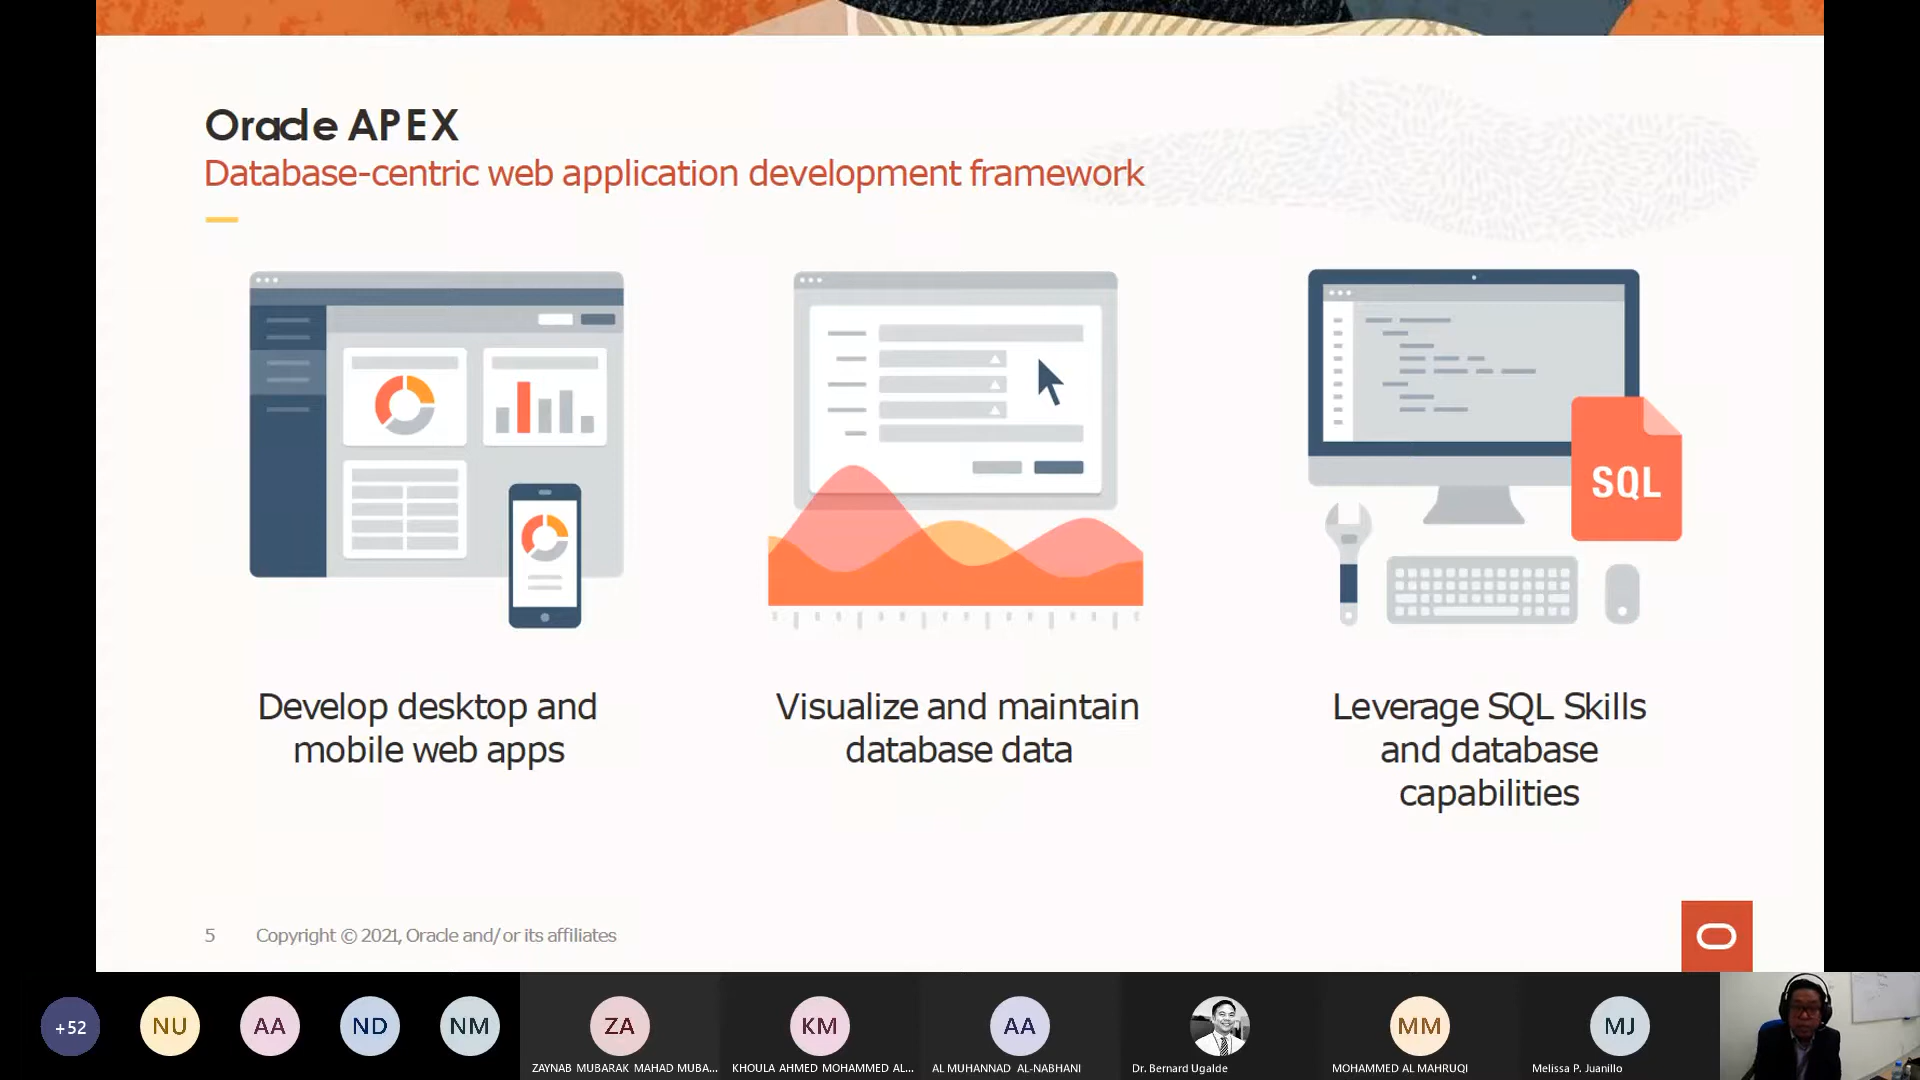 Oracle APEX
Database-centric web application development framework
SQL
Develop desktop and
mobile web apps
Visualize and maintain
database data
Leverage SQL Skills
and database
capabilities
5 Copyright © 2021, Oracle and/or its affiliates
+52
NU
AA
ND
NM
ZA
ZAYNAB MUBARAK MAHAD MUBA...
KM
KHOULA AHMED MOHAMMED AL...
AA
AL MUHANNAD AL-NABHANI
Dr. Bernard Ugalde
MM
MOHAMMED AL MAHRUQI
MJ
Melissa P. Juanillo